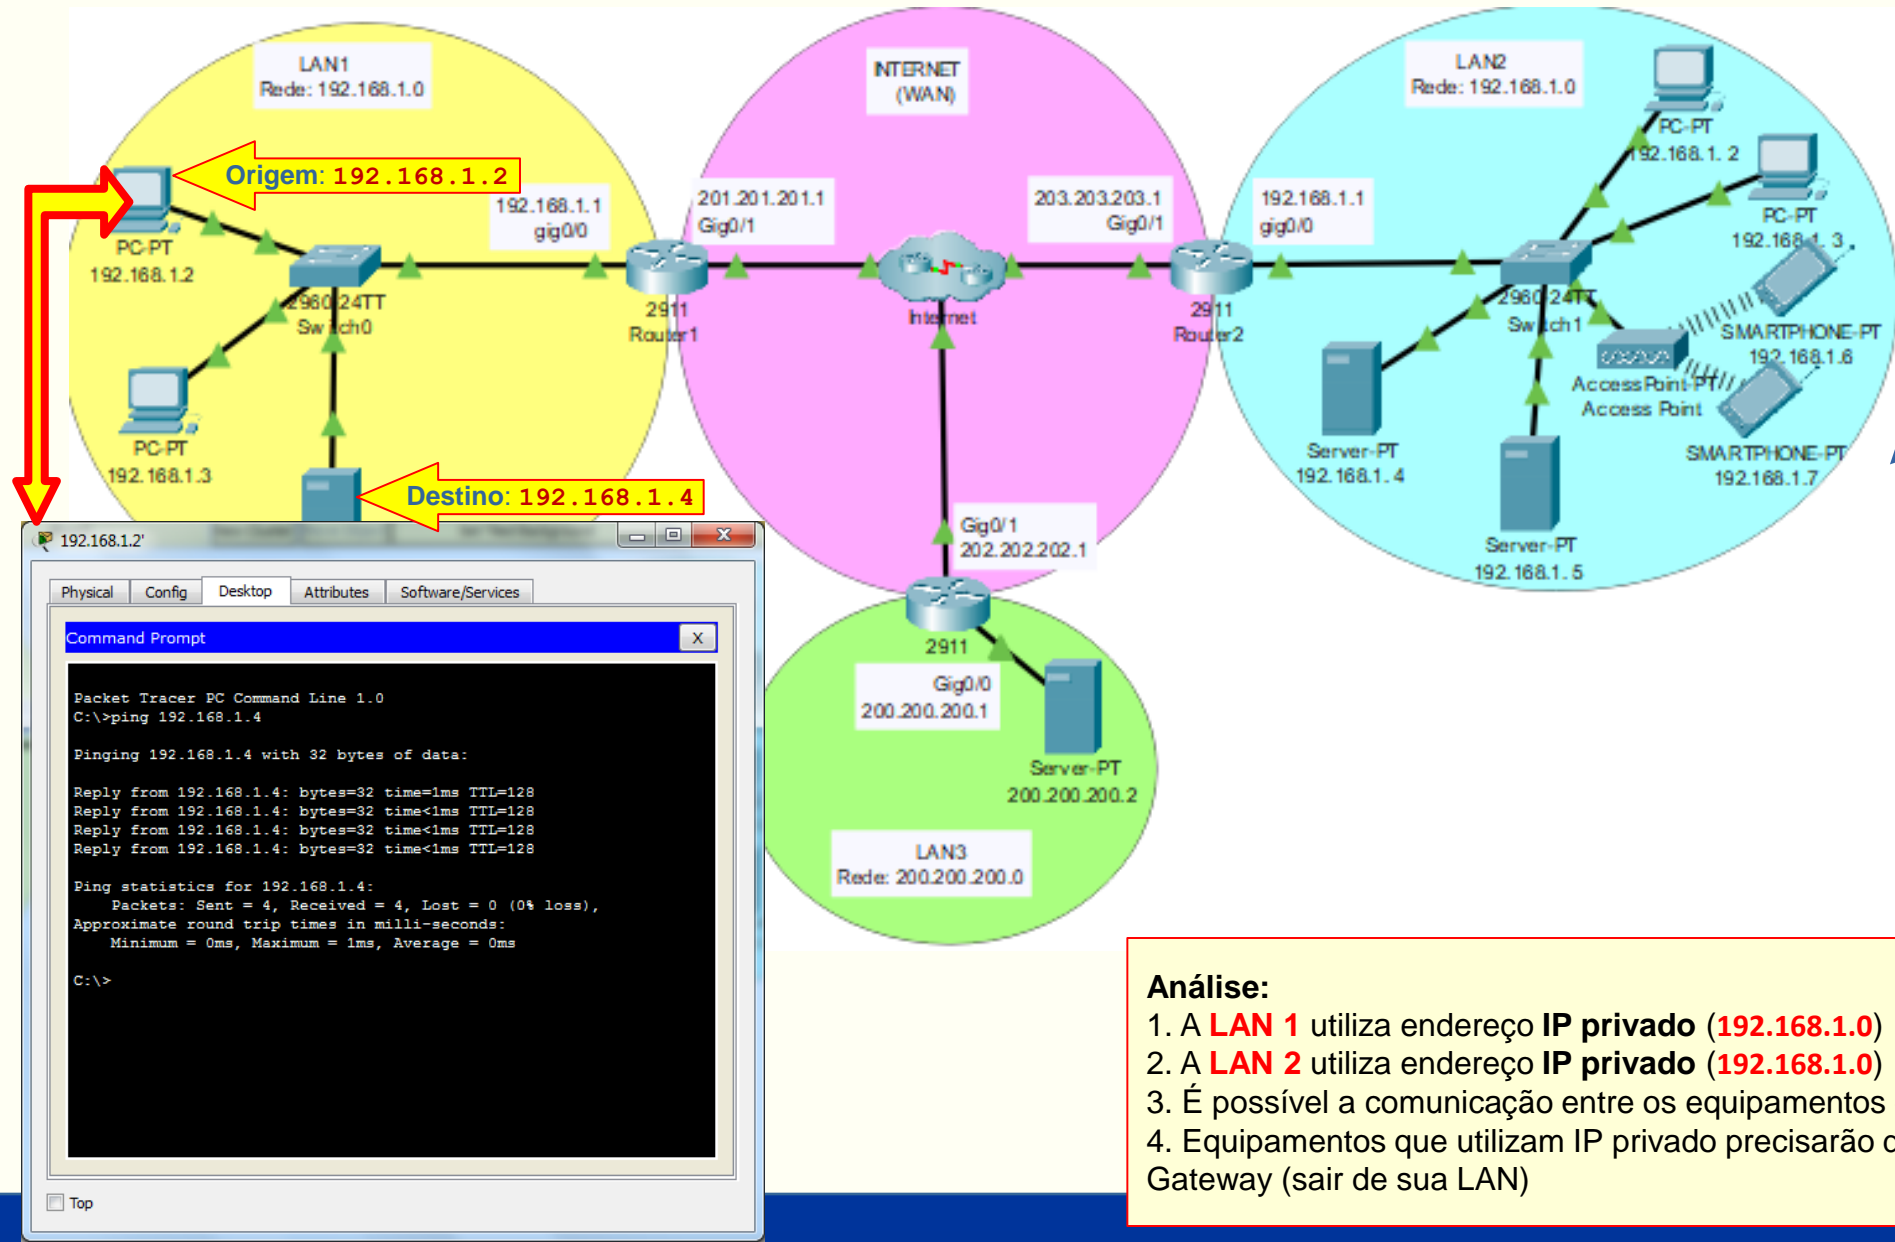 LAN1
Rede: 192.168.1.0
INTERNET
(WAN)
LAN2
Rede: 192.168.1.0
Origem: 192.168.1.2
PC-PT
192.168.1.2
192.168.1.1
gig0/0
201.201.201.1
Gig0/1
203.203.203.1
Gig0/1
192.168.1.1
gig0/0
PC-PT
192.168.1.2
PC-PT
192.168.1.3
2960-24TT
Switch0
2911
Router1
Internet
2911
Router2
2960-24TT
Switch1
SMARTPHONE-PT
192.168.1.6
AccessPoint-PT
Access Point
SMARTPHONE-PT
192.168.1.7
PC-PT
192.168.1.3
Server-PT
192.168.1.4
Server-PT
192.168.1.5
Destino: 192.168.1.4
Gig0/1
202.202.202.1
2911
Gig0/0
200.200.200.1
Server-PT
200.200.200.2
LAN3
Rede: 200.200.200.0
192.168.1.2'
Physical Config Desktop Attributes Software/Services
Command Prompt X
Packet Tracer PC Command Line 1.0
C:\>ping 192.168.1.4
Pinging 192.168.1.4 with 32 bytes of data:
Reply from 192.168.1.4: bytes=32 time=1ms TTL=128
Reply from 192.168.1.4: bytes=32 time<1ms TTL=128
Reply from 192.168.1.4: bytes=32 time<1ms TTL=128
Reply from 192.168.1.4: bytes=32 time<1ms TTL=128
Ping statistics for 192.168.1.4:
Packets: Sent = 4, Received = 4, Lost = 0 (0% loss),
Approximate round trip times in milli-seconds:
Minimum = 0ms, Maximum = 1ms, Average = 0ms
C:\>
Top
Análise:
1. A LAN 1 utiliza endereço IP privado (192.168.1.0)
2. A LAN 2 utiliza endereço IP privado (192.168.1.0)
3. É possível a comunicação entre os equipamentos
4. Equipamentos que utilizam IP privado precisarão
Gateway (sair de sua LAN)